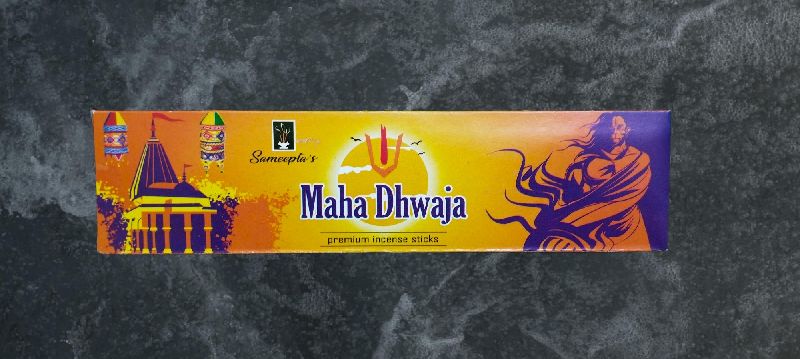 Sameepta's
Maha Dhwaja
premium incense sticks